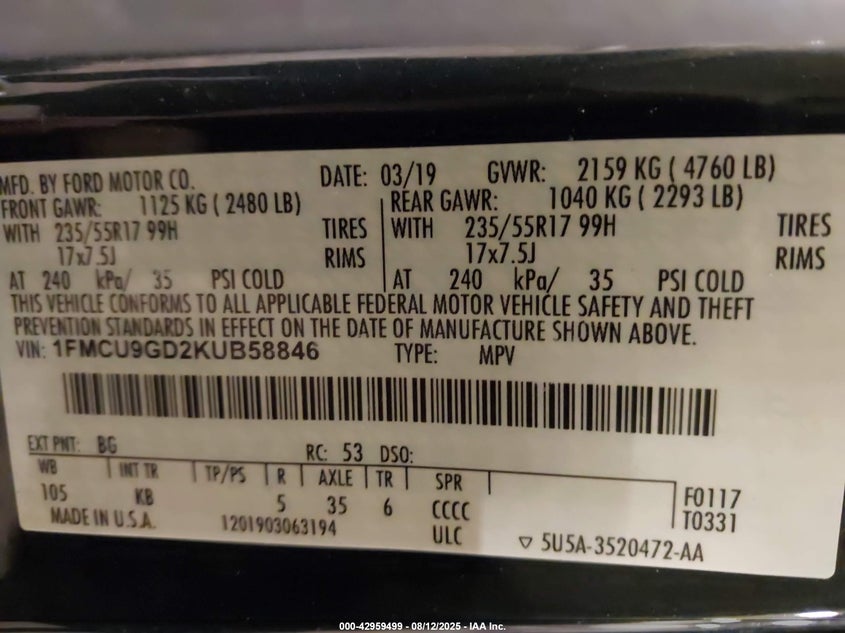 MFD. BY FORD MOTOR CO. DATE: 03/19 GVWR: 2159 KG ( 4760 LB)
FRONT GAWR: 1125 KG ( 2480 LB) REAR GAWR: 1040 KG ( 2293 LB)
WITH 235/55R17 99H TIRES WITH 235/55R17 99H TIRES
17x7.5J RIMS 17x7.5J RIMS
AT 240 kPa/ 35 PSI COLD AT 240 kPa/ 35 PSI COLD
THIS VEHICLE CONFORMS TO ALL APPLICABLE FEDERAL MOTOR VEHICLE SAFETY AND THEFT
PREVENTION STANDARDS IN EFFECT ON THE DATE OF MANUFACTURE SHOWN ABOVE.
VIN: 1FMCU9GD2KUB58846 TYPE: MPV
EXT PNT: BG RC: 53 DSO:
WB INT TR TP/PS R AXLE TR SPR
105 KB 5 35 6 CCCC F0117
MADE IN U.S.A. 1201903063194 ULC T0331
▽ 5U5A-3520472-AA
000-42959499 - 08/12/2025 - IAA Inc.